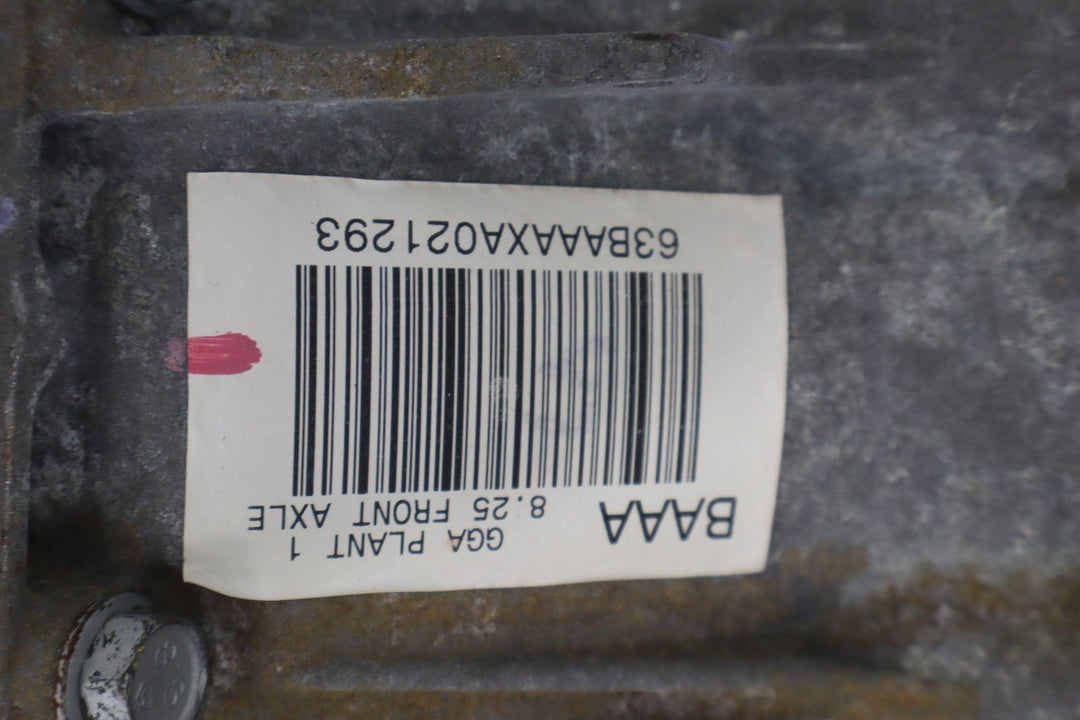 GGA PLANT 1
BAAA 8.25 FRONT AXLE
63BAAAXA021293